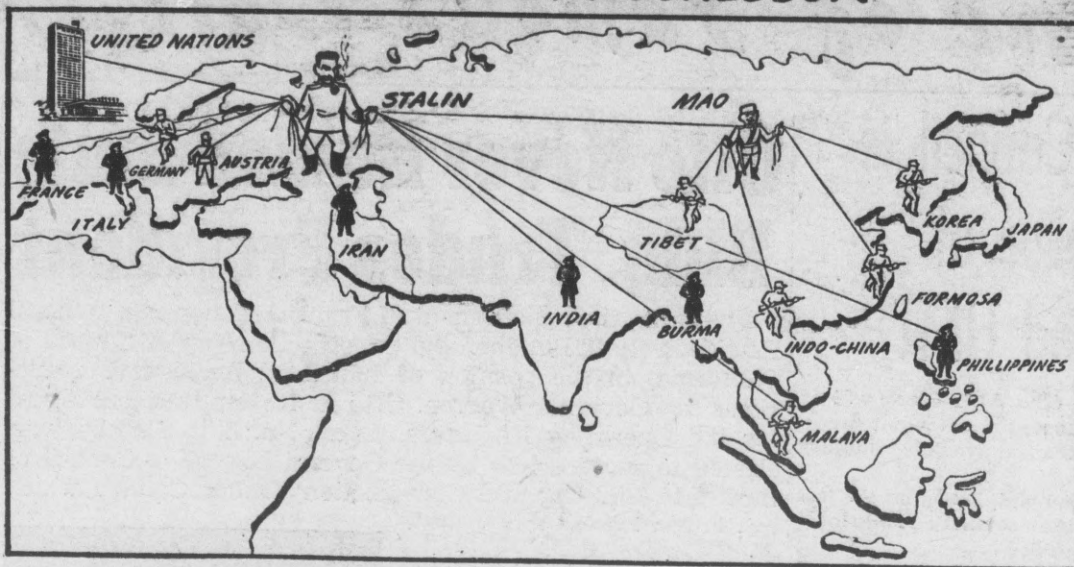 UNITED NATIONS
STALIN
MAO
FRANCE
GERMANY
AUSTRIA
ITALY
IRAN
TIBET
KOREA
JAPAN
INDIA
BURMA
INDO-CHINA
FORMOSA
PHILLIPPINES
MALAYA